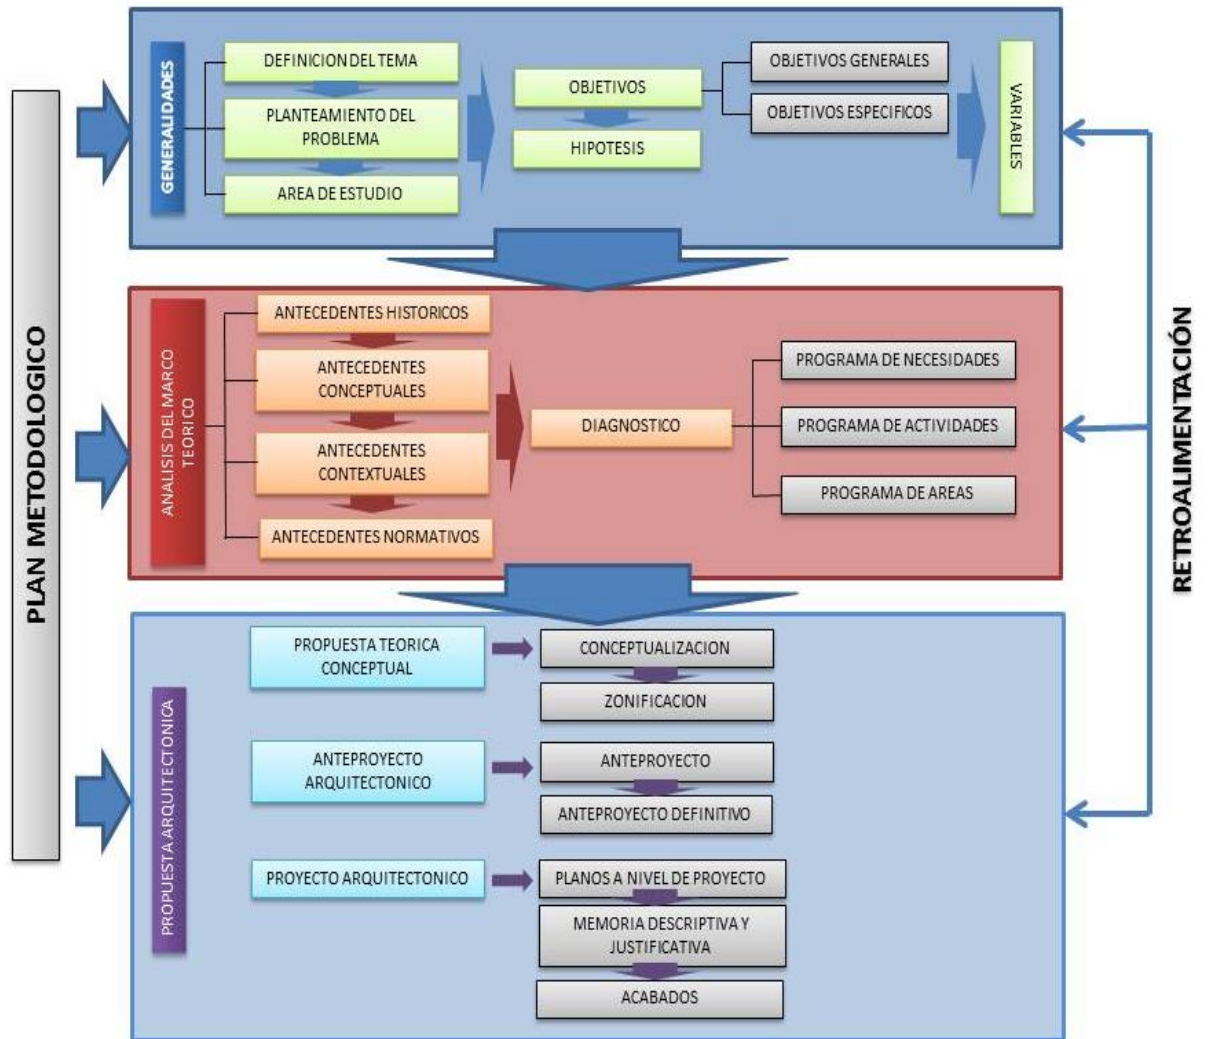 PLAN METODOLOGICO
GENERALIDADES
DEFINICION DEL TEMA
PLANTEAMIENTO DEL
PROBLEMA
AREA DE ESTUDIO
OBJETIVOS
HIPOTESIS
OBJETIVOS GENERALES
OBJETIVOS ESPECIFICOS
VARIABLES
ANALISIS DEL MARCO
TEORICO
ANTECEDENTES HISTORICOS
ANTECEDENTES
CONCEPTUALES
ANTECEDENTES
CONTEXTUALES
ANTECEDENTES NORMATIVOS
DIAGNOSTICO
PROGRAMA DE NECESIDADES
PROGRAMA DE ACTIVIDADES
PROGRAMA DE AREAS
PROPUESTA ARQUITECTONICA
PROPUESTA TEORICA
CONCEPTUAL
CONCEPTUALIZACION
ZONIFICACION
ANTEPROYECTO
ARQUITECTONICO
ANTEPROYECTO
ANTEPROYECTO DEFINITIVO
PROYECTO ARQUITECTONICO
PLANOS A NIVEL DE PROYECTO
MEMORIA DESCRIPTIVA Y
JUSTIFICATIVA
ACABADOS
RETROALIMENTACIÓN